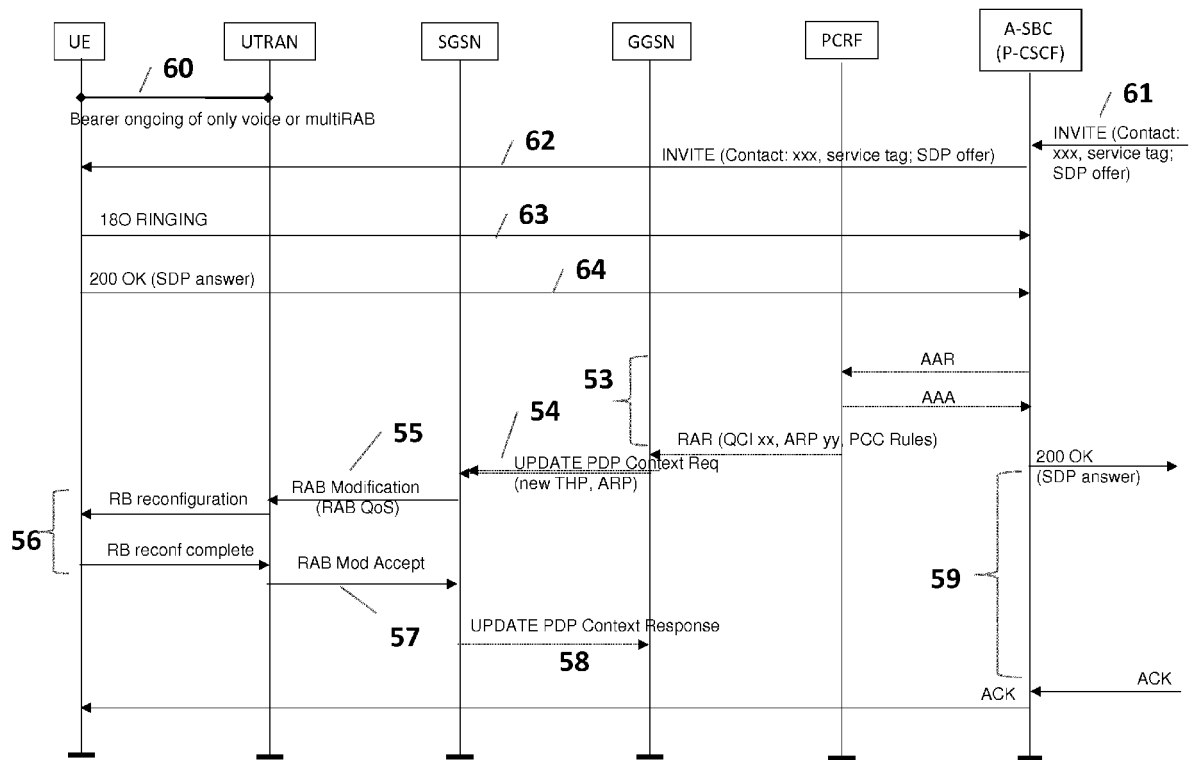 UE
UTRAN
SGSN
GGSN
PCRF
A-SBC
(P-CSCF)
60
Bearer ongoing of only voice or multiRAB
61
INVITE (Contact:
xxx, service tag;
SDP offer)
62
INVITE (Contact: xxx, service tag; SDP offer)
18O RINGING
63
200 OK (SDP answer)
64
53
AAR
AAA
54
RAR (QCI xx, ARP yy, PCC Rules)
55
UPDATE PDP Context Req
(new THP, ARP)
200 OK
(SDP answer)
RAB Modification
(RAB QoS)
RB reconfiguration
56
RB reconf complete
RAB Mod Accept
59
57
UPDATE PDP Context Response
58
ACK
ACK